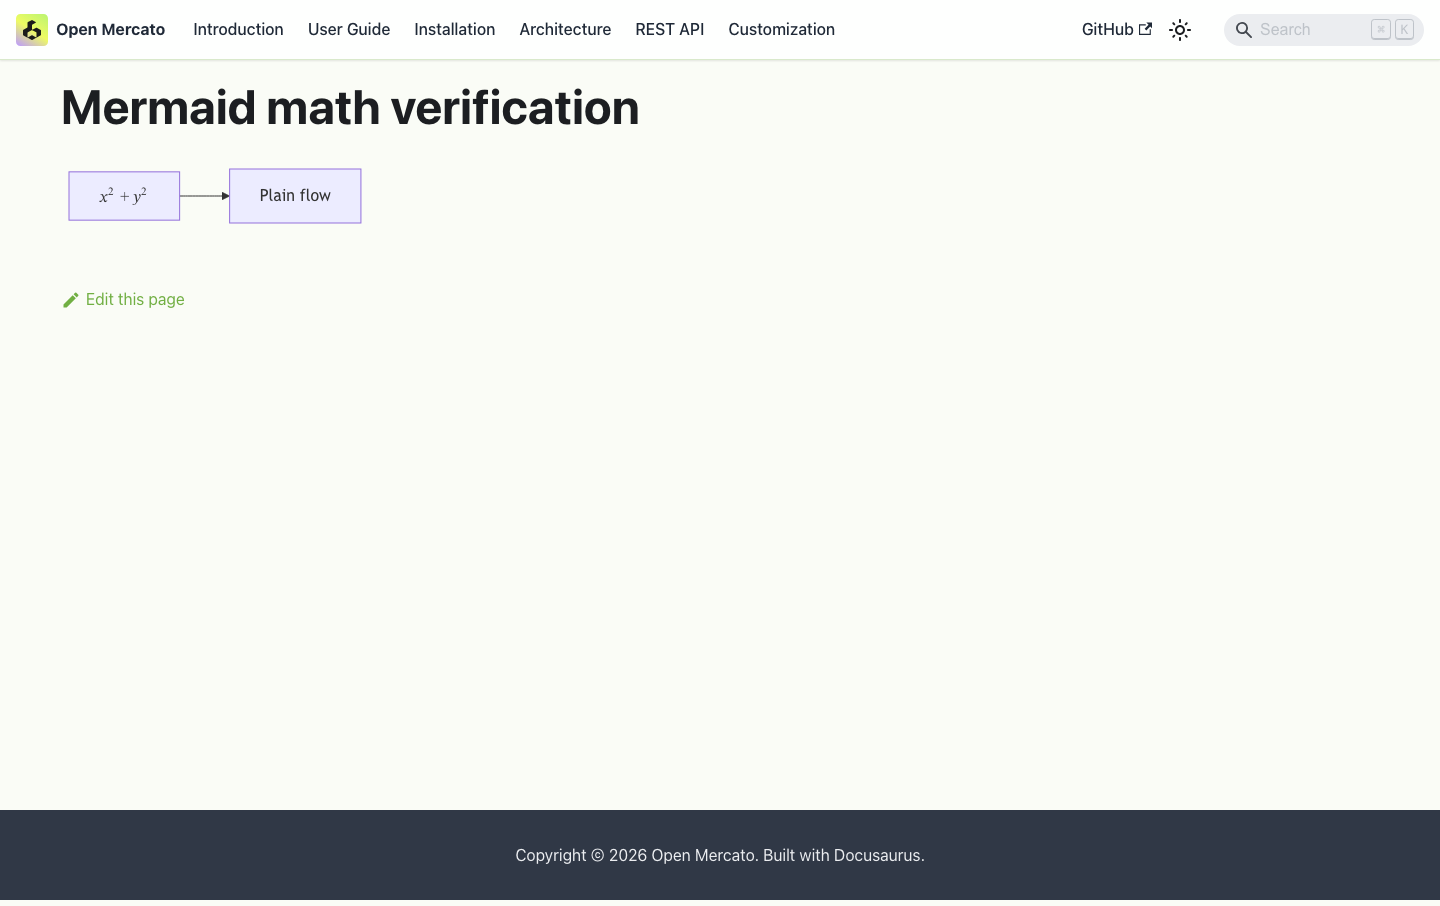 Open Mercato Introduction User Guide Installation Architecture REST API Customization GitHub Search ⌘ K
Mermaid math verification
x² + y² Plain flow
Edit this page
Copyright © 2026 Open Mercato. Built with Docusaurus.